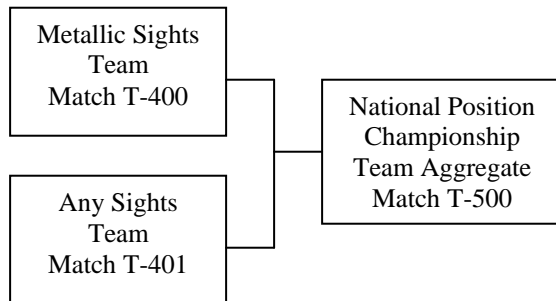 Metallic Sights
Team
Match T-400
National Position
Championship
Team Aggregate
Match T-500
Any Sights
Team
Match T-401